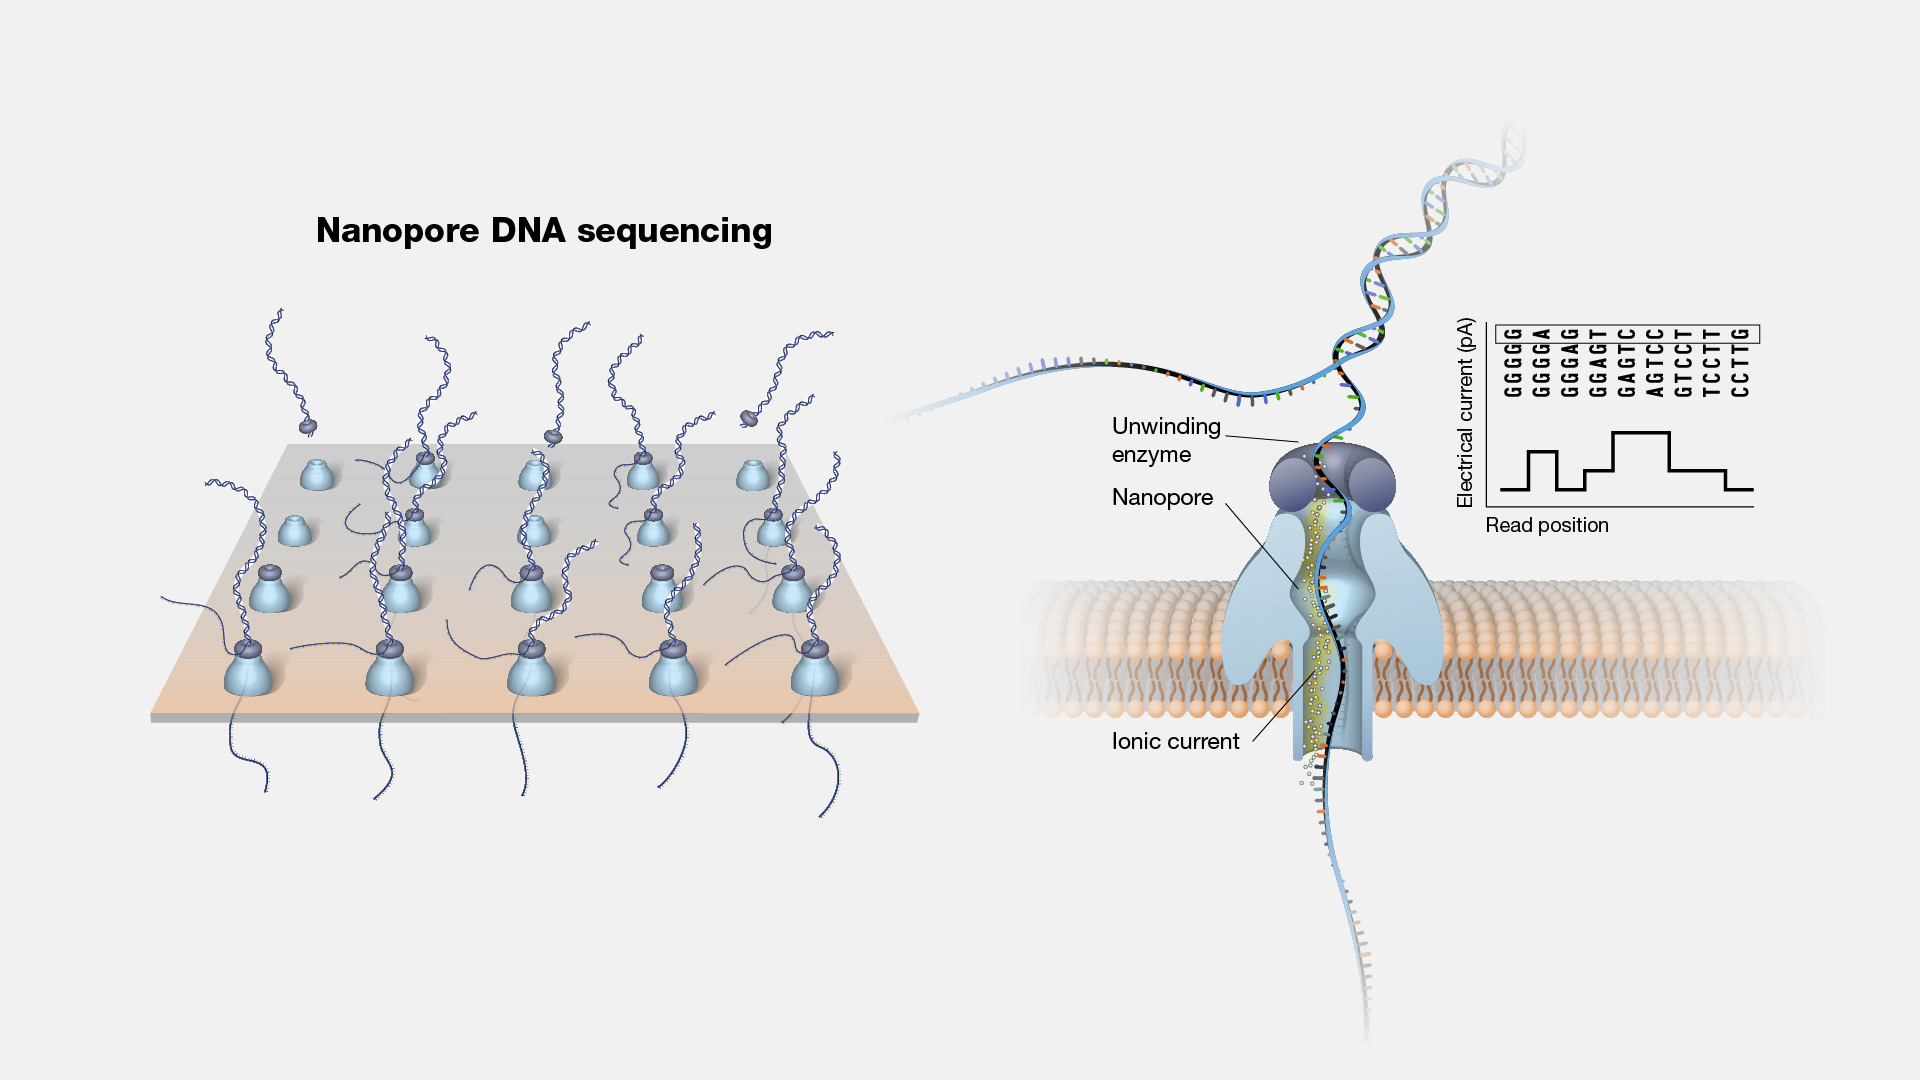 Nanopore DNA sequencing
Unwinding
enzyme
Nanopore
Ionic current
Electrical current (pA)
GGGGG
GGGGA
GGGAG
GGAGT
GAGTC
AGTCC
GTCCT
TCCTT
CCTTG
Read position